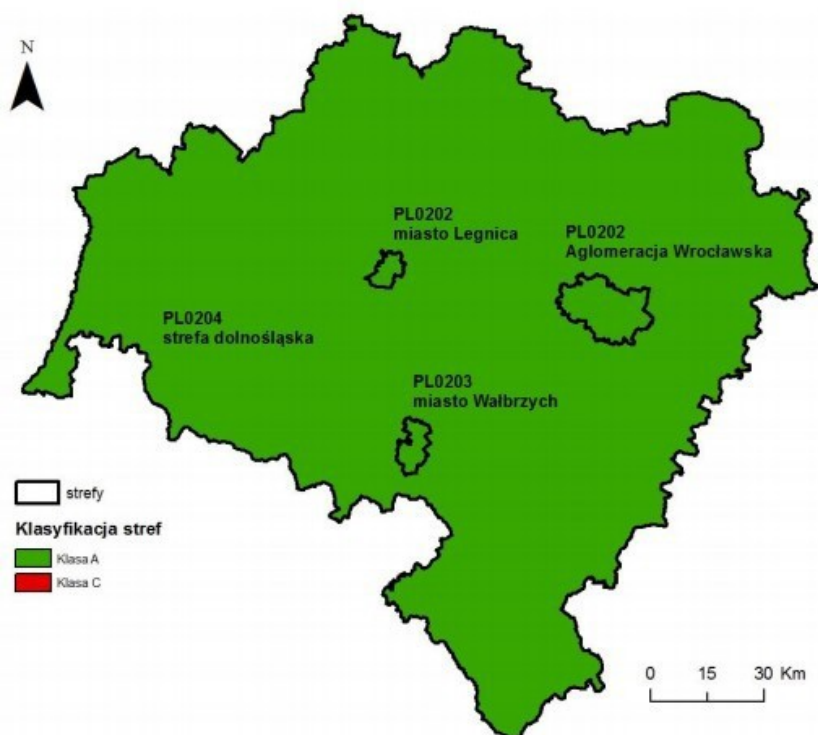 N
PL0202
miasto Legnica
PL0202
Aglomeracja Wrocławska
PL0204
strefa dolnośląska
PL0203
miasto Wałbrzych
strefy
Klasyfikacja stref
Klasa A
Klasa C
0 15 30 Km